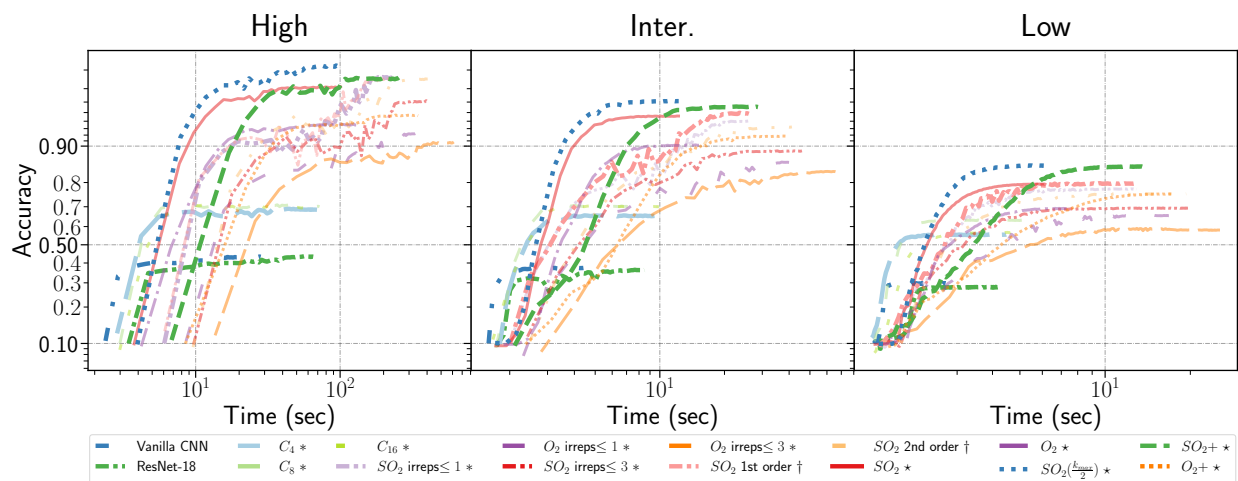 High Inter. Low
Accuracy
0.90
0.8
0.7
0.6
0.50
0.4
0.3
0.2
0.10
10¹ 10² 10¹ 10¹
Time (sec) Time (sec) Time (sec)
Vanilla CNN C₄ * C₁₆ * O₂ irreps≤ 1 * O₂ irreps≤ 3 * SO₂ 2nd order † O₂ ⋆ SO₂+ ⋆
ResNet-18 C₈ * SO₂ irreps≤ 1 * SO₂ irreps≤ 3 * SO₂ 1st order † SO₂ ⋆ SO₂(k_max/2) ⋆ O₂+ ⋆